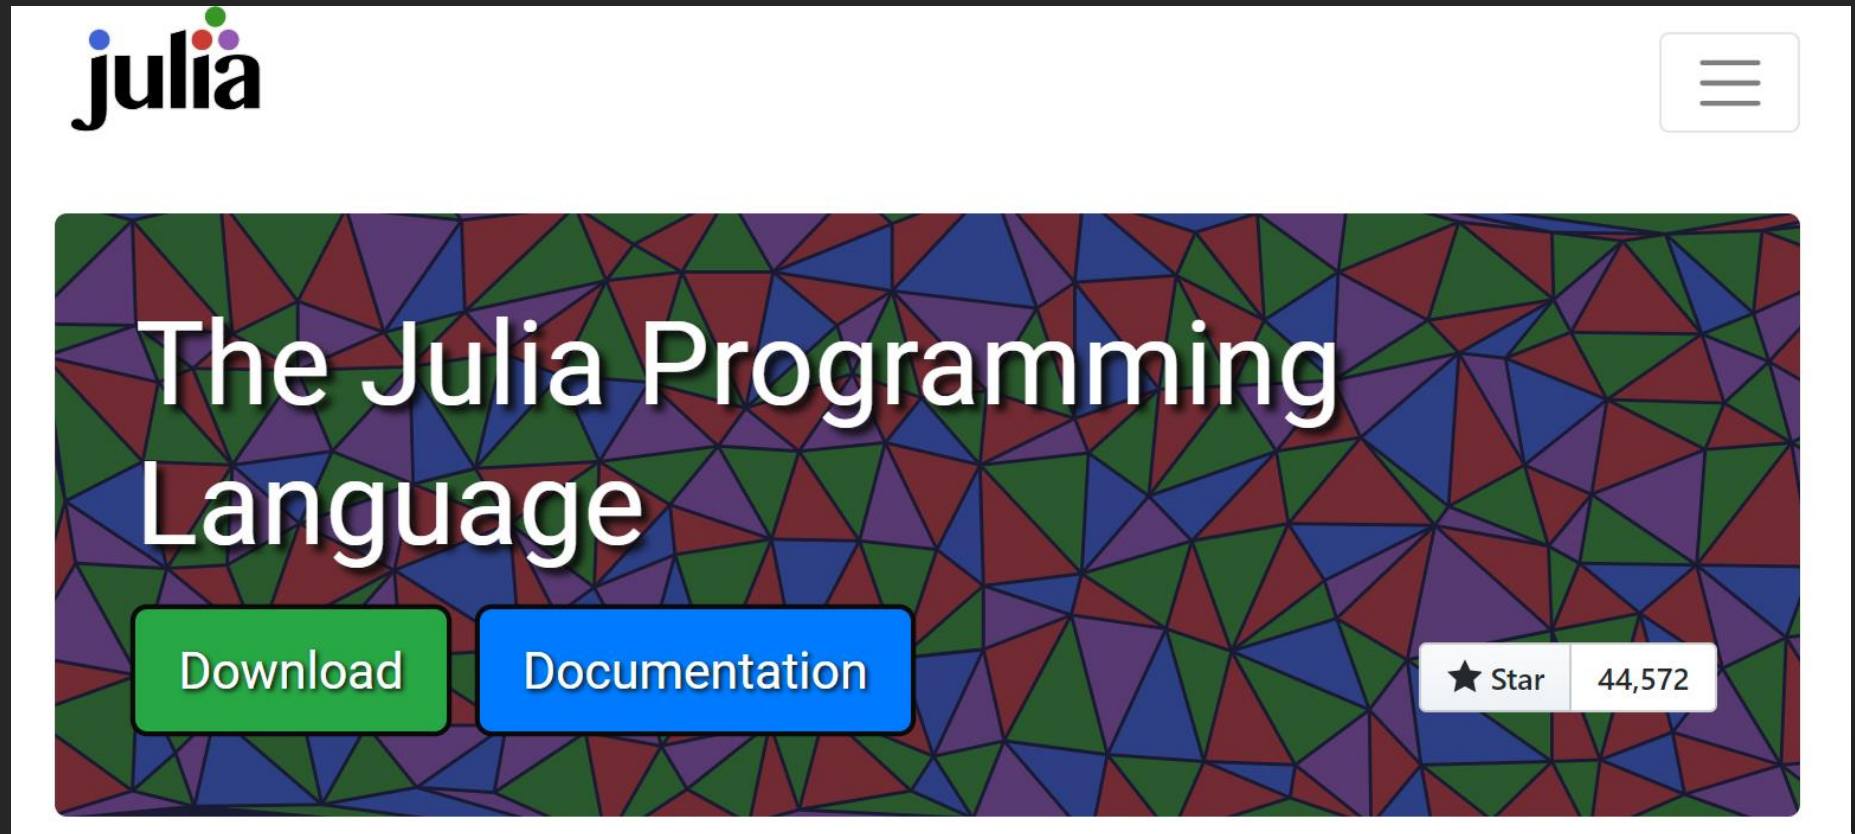 julia
The Julia Programming
Language
Download
Documentation
Star
44,572